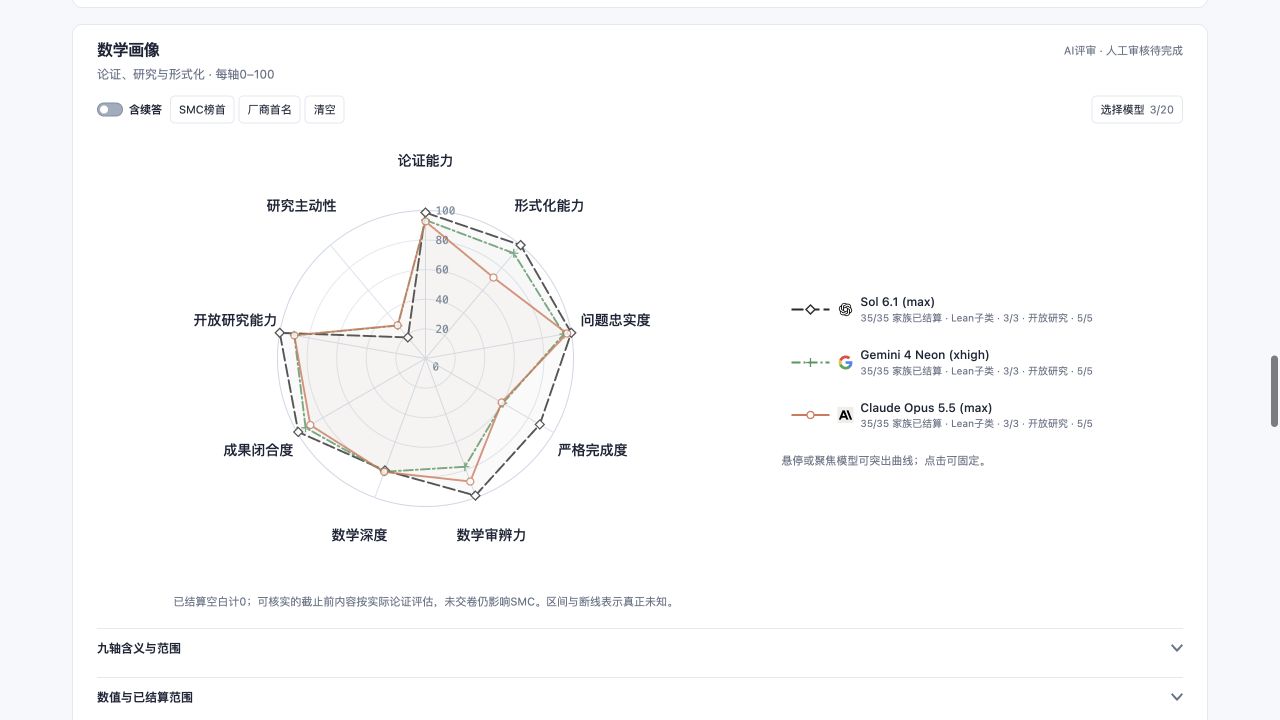 数学画像
AI评审 · 人工审核待完成
论证、研究与形式化 · 每轴0–100
含续答
SMC榜首
厂商首名
清空
选择模型 3/20
论证能力
研究主动性
形式化能力
100
80
60
40
20
0
开放研究能力
问题忠实度
成果闭合度
严格完成度
数学深度
数学审辨力
Sol 6.1 (max)
35/35 家族已结算 · Lean子类 · 3/3 · 开放研究 · 5/5
Gemini 4 Neon (xhigh)
35/35 家族已结算 · Lean子类 · 3/3 · 开放研究 · 5/5
Claude Opus 5.5 (max)
35/35 家族已结算 · Lean子类 · 3/3 · 开放研究 · 5/5
悬停或聚焦模型可突出曲线；点击可固定。
已结算空白计0；可核实的截止前内容按实际论证评估，未交卷仍影响SMC。区间与断线表示真正未知。
九轴含义与范围
数值与已结算范围